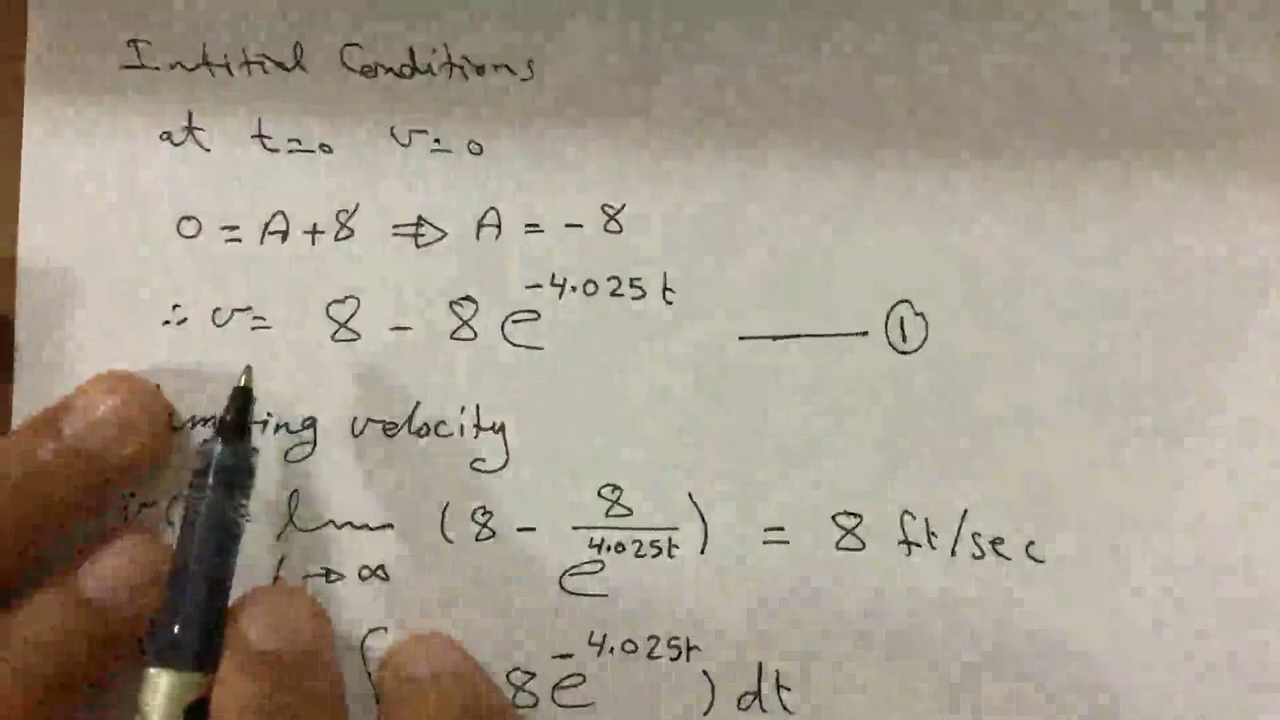 Intitial Conditions
at t=0 v=0
0 = A+8 ⇒ A = -8
∴ v= 8 - 8e^-4.025t ——— ①
velocity
lim t→∞ (8 - 8/e^4.025t) = 8 ft/sec
∫ 8e^-4.025t ) dt